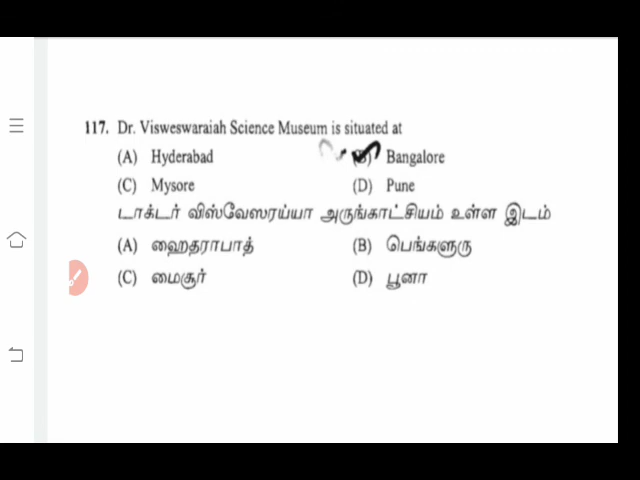 117. Dr. Visweswaraiah Science Museum is situated at
(A) Hyderabad (B) Bangalore
(C) Mysore (D) Pune
டாக்டர் விஸ்வேஸரய்யா அருங்காட்சியம் உள்ள இடம்
(A) ஹைதராபாத் (B) பெங்களுரு
(C) மைசூர் (D) பூனா